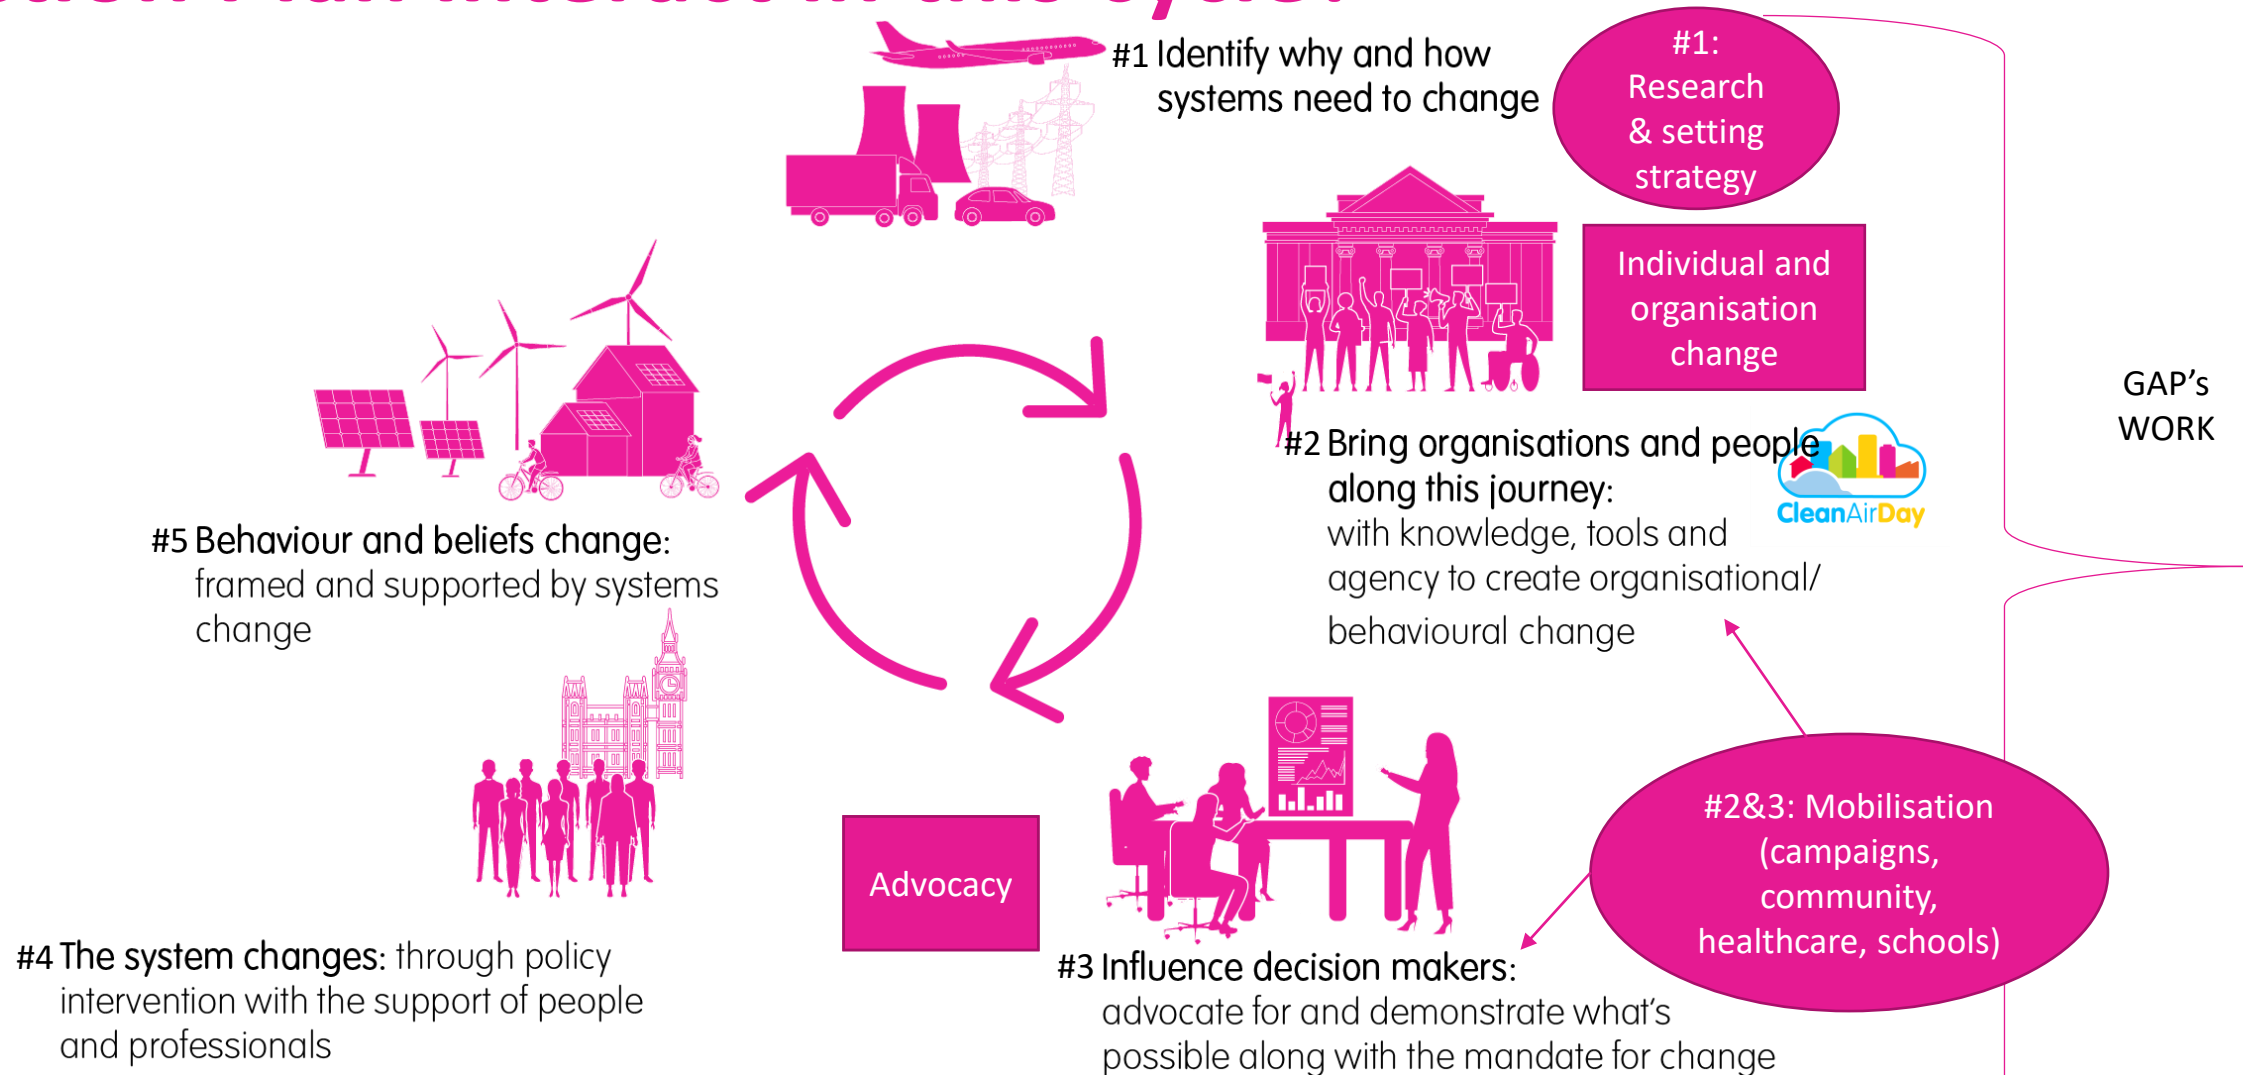 #1 Identify why and how
systems need to change
#1:
Research
& setting
strategy
Individual and
organisation
change
GAP's
WORK
#2 Bring organisations and people
along this journey:
with knowledge, tools and
agency to create organisational/
behavioural change
CleanAirDay
#5 Behaviour and beliefs change:
framed and supported by systems
change
#2&3: Mobilisation
(campaigns,
community,
healthcare, schools)
Advocacy
#3 Influence decision makers:
advocate for and demonstrate what's
possible along with the mandate for change
#4 The system changes: through policy
intervention with the support of people
and professionals